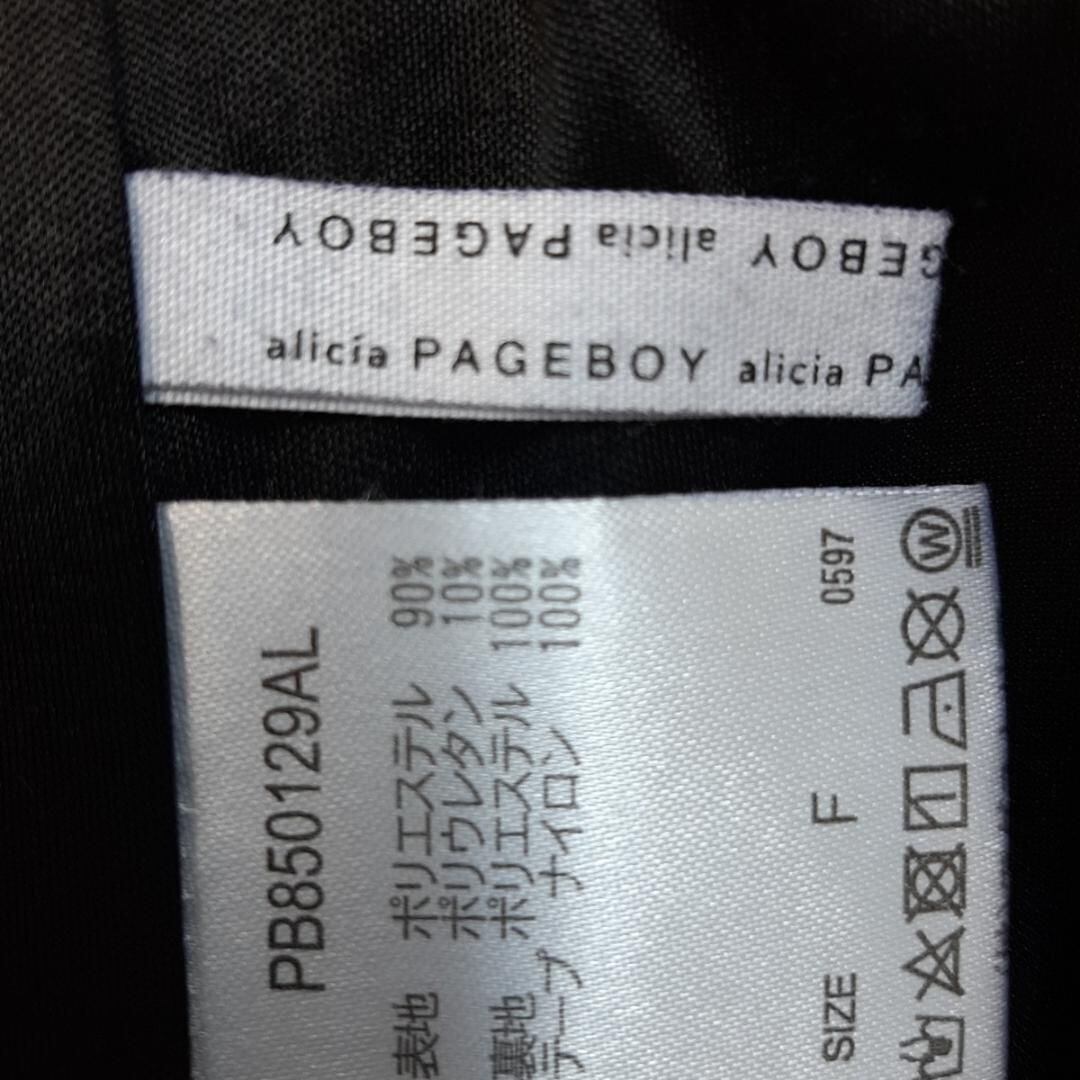 alicia PAGEBOY alicia PA
GEBOY alicia PAGEBOY
PB850129AL
表地 ポリエステル 90%
ポリウレタン 10%
裏地 ポリエステル 100%
テープ ナイロン 100%
SIZE F 0597
W